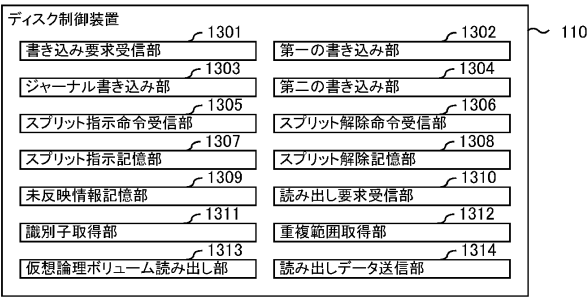 ディスク制御装置
110
1301 1302
書き込み要求受信部 第一の書き込み部
1303 1304
ジャーナル書き込み部 第二の書き込み部
1305 1306
スプリット指示命令受信部 スプリット解除命令受信部
1307 1308
スプリット指示記憶部 スプリット解除記憶部
1309 1310
未反映情報記憶部 読み出し要求受信部
1311 1312
識別子取得部 重複範囲取得部
1313 1314
仮想論理ボリューム読み出し部 読み出しデータ送信部